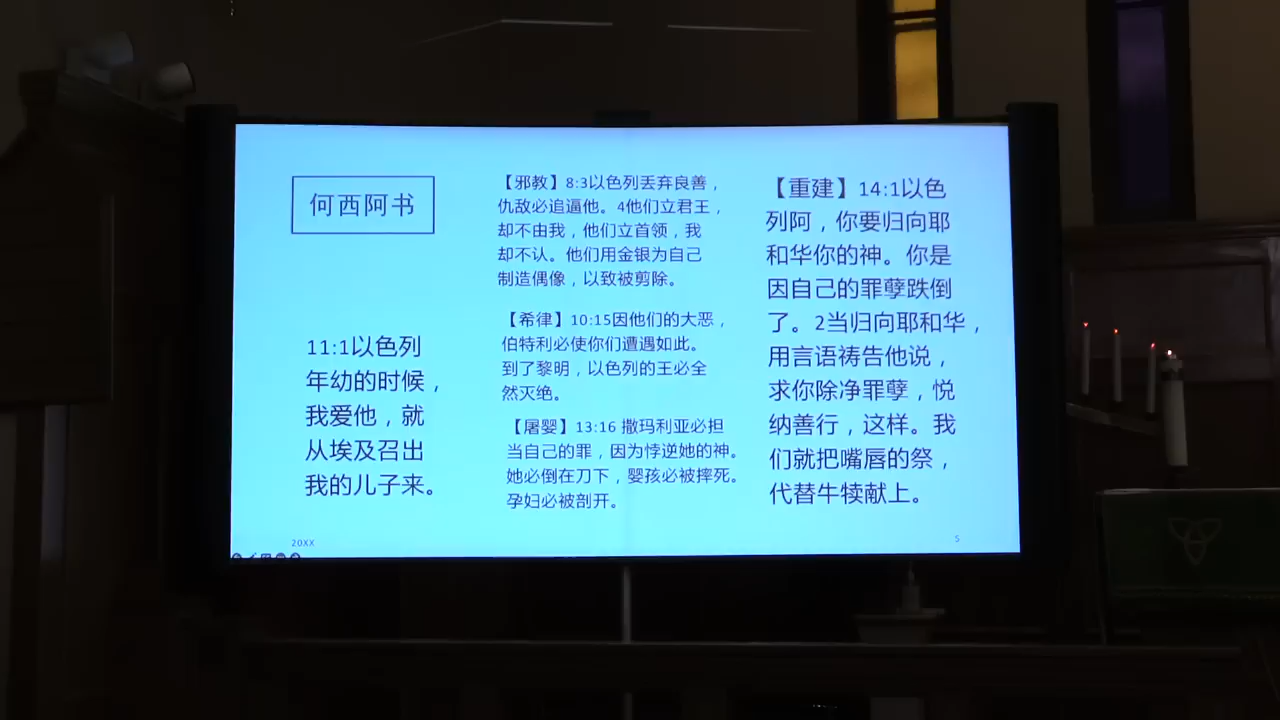 何西阿书
11:1以色列
年幼的时候，
我爱他，就
从埃及召出
我的儿子来。
【邪教】8:3以色列丢弃良善，
仇敌必追逼他。4他们立君王，
却不由我，他们立首领，我
却不认。他们用金银为自己
制造偶像，以致被剪除。
【希律】10:15因他们的大恶，
伯特利必使你们遭遇如此。
到了黎明，以色列的王必全
然灭绝。
【屠婴】13:16 撒玛利亚必担
当自己的罪，因为悖逆她的神。
她必倒在刀下，婴孩必被摔死。
孕妇必被剖开。
【重建】14:1以色
列阿，你要归向耶
和华你的神。你是
因自己的罪孽跌倒
了。2当归向耶和华，
用言语祷告他说，
求你除净罪孽，悦
纳善行，这样。我
们就把嘴唇的祭，
代替牛犊献上。
20XX
5